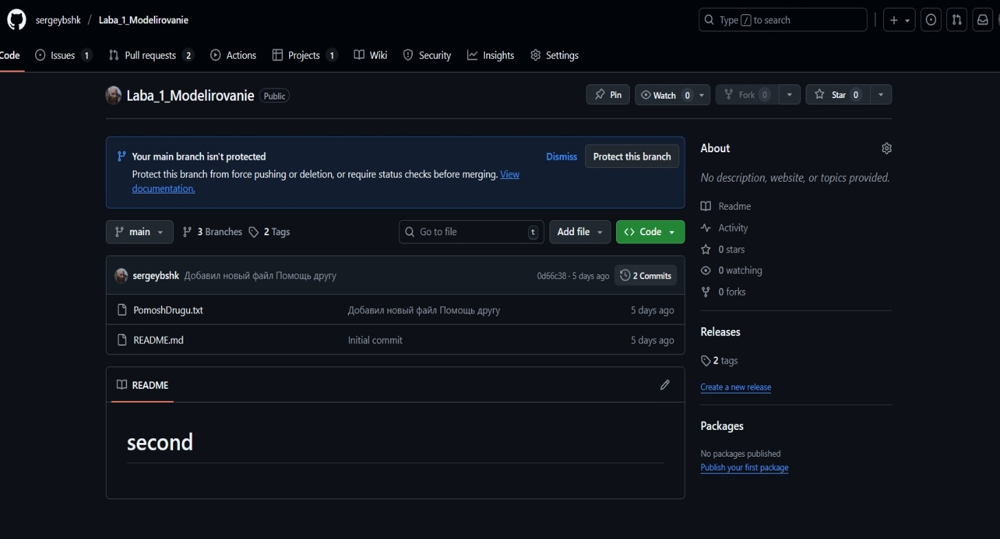 sergeybshk / Laba_1_Modelirovanie
Type / to search
Code Issues 1 Pull requests 2 Actions Projects 1 Wiki Security Insights Settings
Laba_1_Modelirovanie Public
Pin Watch 0 Fork 0 Star 0
Your main branch isn't protected
Protect this branch from force pushing or deletion, or require status checks before merging. View
documentation.
Dismiss Protect this branch
main 3 Branches 2 Tags
Go to file t Add file <> Code
sergeybshk Добавил новый файл Помощь другу 0d66c38 · 5 days ago 2 Commits
PomoshDrugu.txt Добавил новый файл Помощь другу 5 days ago
README.md Initial commit 5 days ago
README
second
About
No description, website, or topics provided.
Readme
Activity
0 stars
0 watching
0 forks
Releases
2 tags
Create a new release
Packages
No packages published
Publish your first package